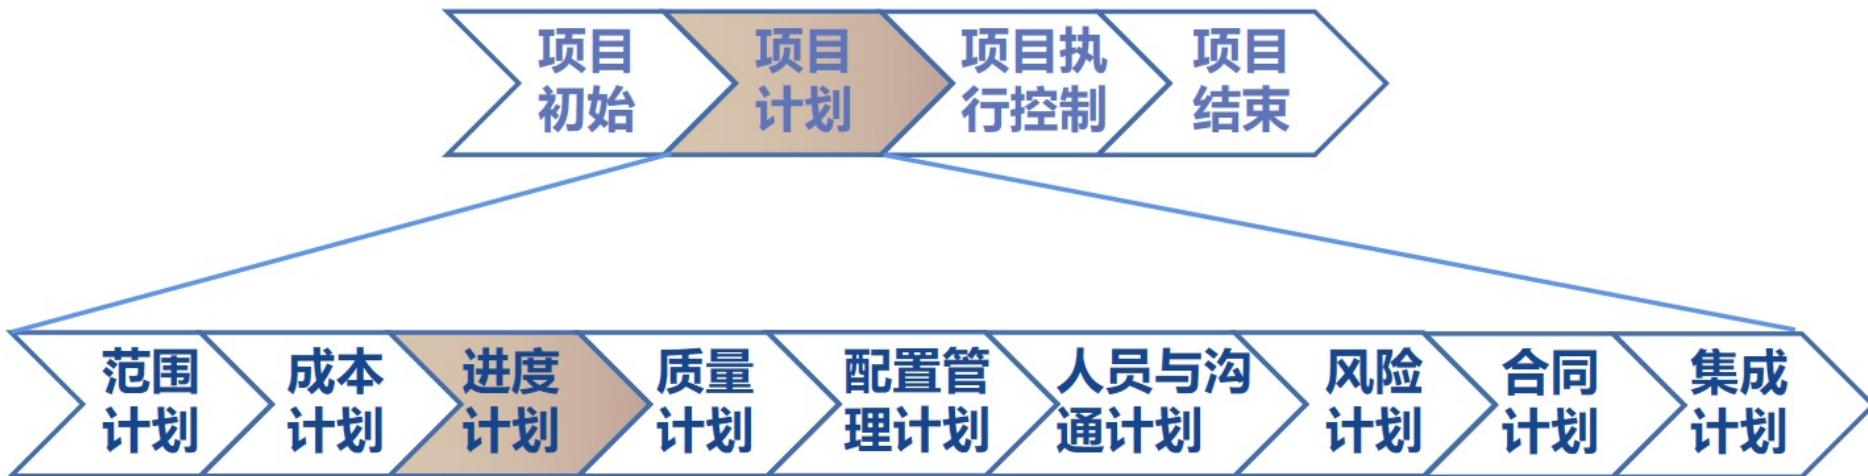 项目
初始
项目
计划
项目执
行控制
项目
结束
范围
计划
成本
计划
进度
计划
质量
计划
配置管
理计划
人员与沟
通计划
风险
计划
合同
计划
集成
计划